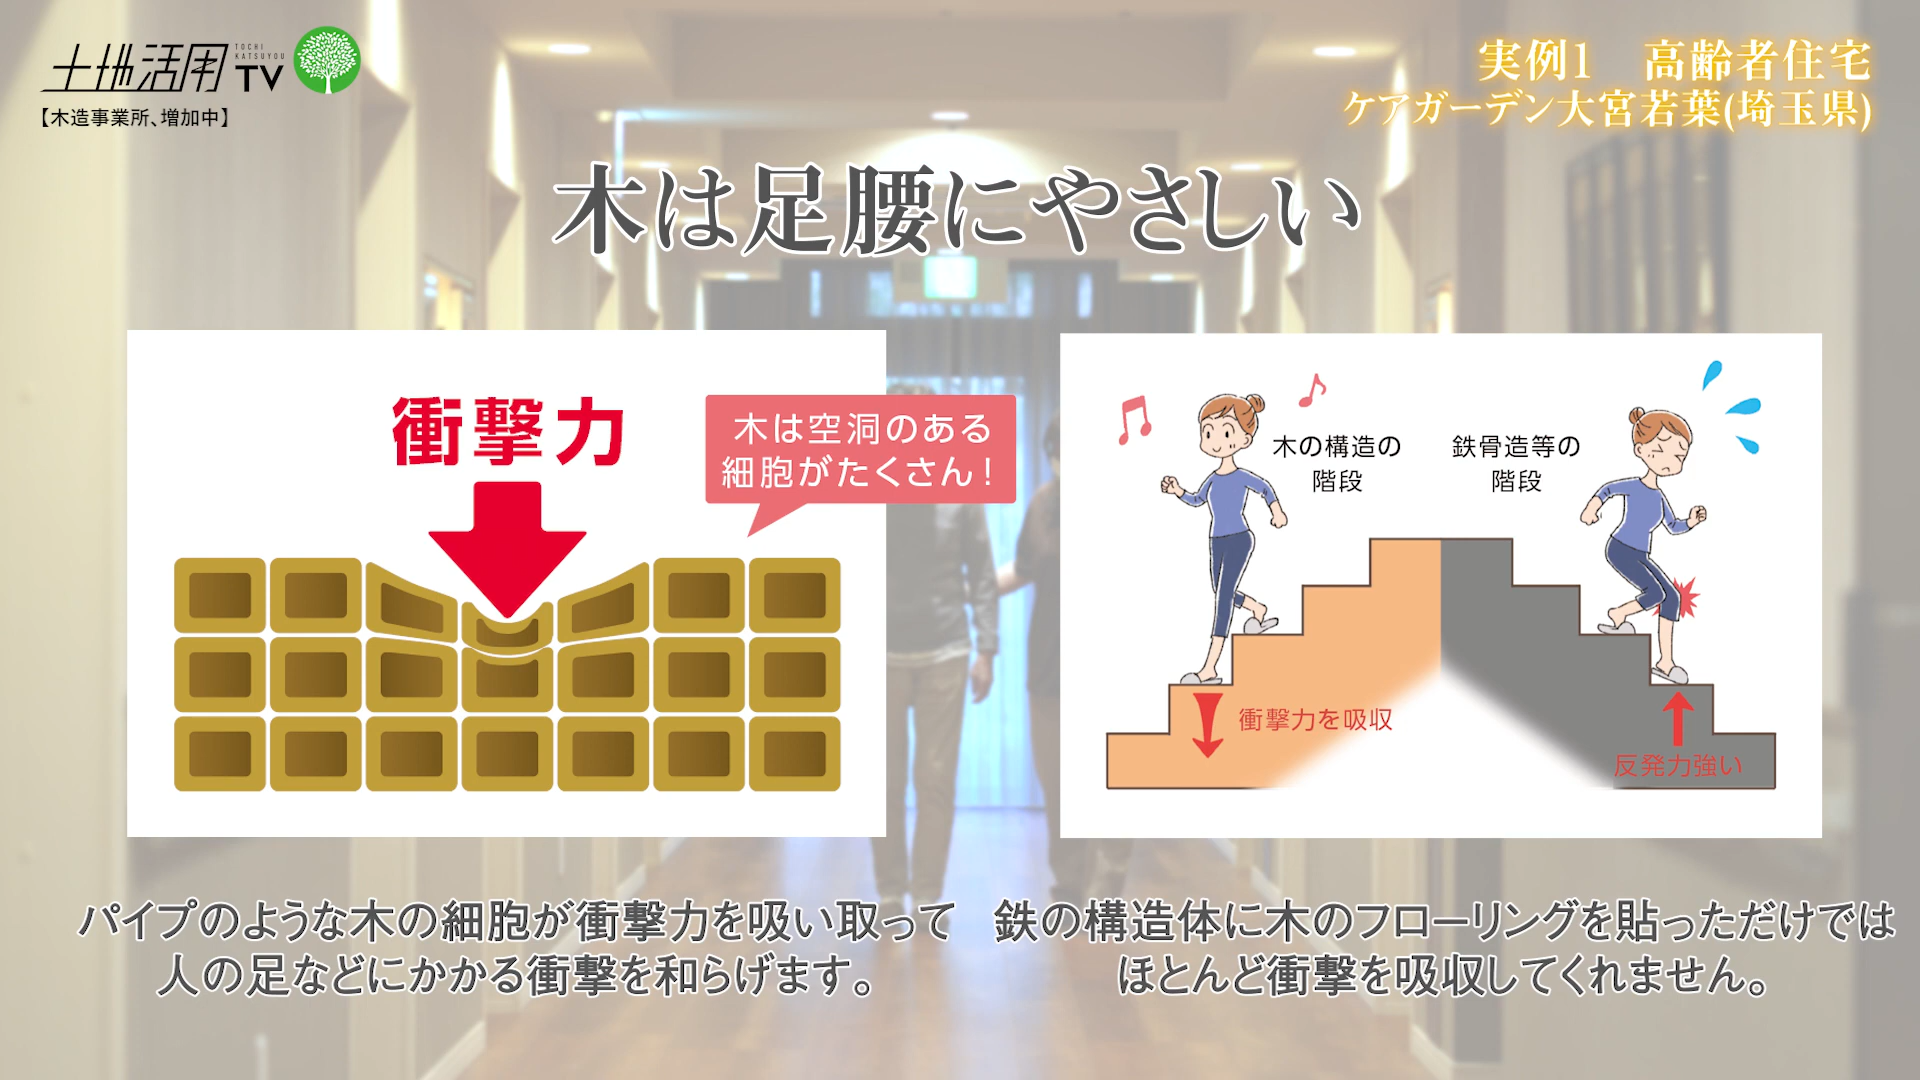 土地活用
TOCHI
KATSUYOU
TV
【木造事業所、増加中】
実例1　高齢者住宅
ケアガーデン大宮若葉(埼玉県)
木は足腰にやさしい
衝撃力
木は空洞のある
細胞がたくさん！
木の構造の
階段
鉄骨造等の
階段
衝撃力を吸収
反発力強い
パイプのような木の細胞が衝撃力を吸い取って
人の足などにかかる衝撃を和らげます。
鉄の構造体に木のフローリングを貼っただけでは
ほとんど衝撃を吸収してくれません。